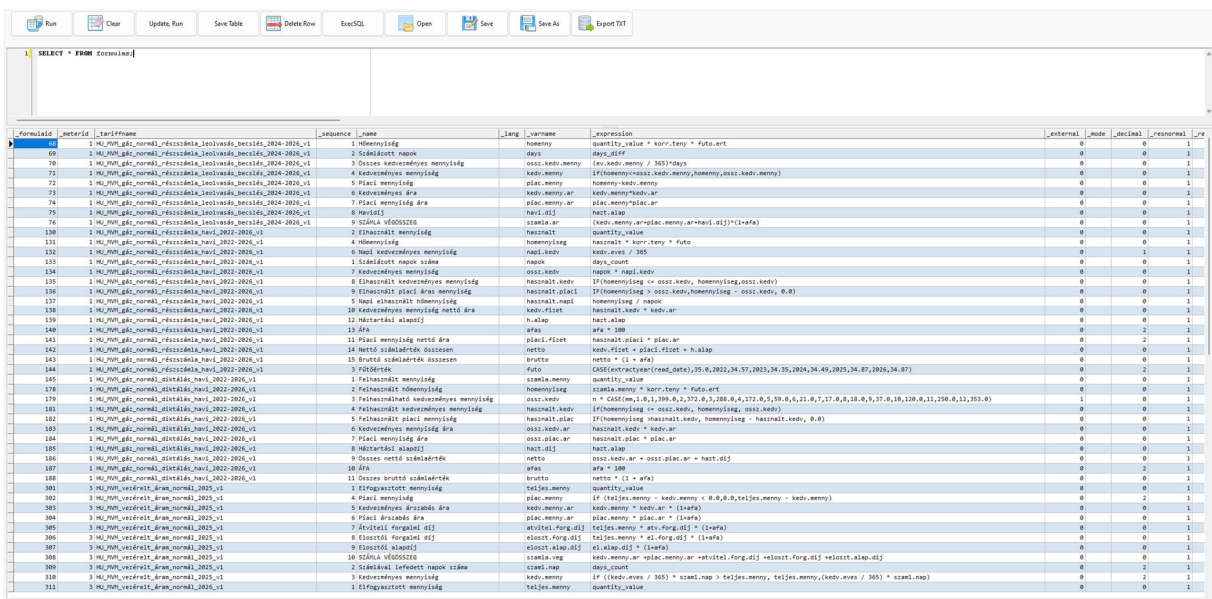 Run Clear Update, Run Save Table Delete Row ExecSQL Open Save Save As Export TXT
1 SELECT * FROM formulas;
_formulaid _meterid _tariffname _sequence _name _lang _varname _expression _external _mode _decimal _resnormal _re
68 1 HU_MVM_gáz_normál_részszámla_leolvasás_becslés_2024-2026_v1 1 Hőmennyiség homenny quantity_value * korr.teny * futo.ert 0 0 1
69 1 HU_MVM_gáz_normál_részszámla_leolvasás_becslés_2024-2026_v1 2 Számlázott napok days days_diff 0 0 1
70 1 HU_MVM_gáz_normál_részszámla_leolvasás_becslés_2024-2026_v1 3 Összes kedvezményes mennyiség ossz.kedv.menny (ev.kedv.menny / 365)*days 0 0 1
71 1 HU_MVM_gáz_normál_részszámla_leolvasás_becslés_2024-2026_v1 4 Kedvezményes mennyiség kedv.menny if(homenny<=ossz.kedv.menny,homenny,ossz.kedv.menny) 0 0 1
72 1 HU_MVM_gáz_normál_részszámla_leolvasás_becslés_2024-2026_v1 5 Piaci mennyiség piac.menny homenny-kedv.menny 0 0 1
73 1 HU_MVM_gáz_normál_részszámla_leolvasás_becslés_2024-2026_v1 6 Kedvezményes ára kedv.menny.ar kedv.menny*kedv.ar 0 0 1
74 1 HU_MVM_gáz_normál_részszámla_leolvasás_becslés_2024-2026_v1 7 Piaci mennyiség ára piac.menny.ar piac.menny*piac.ar 0 0 1
75 1 HU_MVM_gáz_normál_részszámla_leolvasás_becslés_2024-2026_v1 8 Havidíj havi.dij hazt.alap 0 0 1
76 1 HU_MVM_gáz_normál_részszámla_leolvasás_becslés_2024-2026_v1 9 SZÁMLA VÉGÖSSZEG szamla.ar (kedv.menny.ar+piac.menny.ar+havi.dij)*(1+afa) 0 0 1
130 1 HU_MVM_gáz_normál_részszámla_havi_2022-2026_v1 2 Elhasznált mennyiség hasznalt quantity_value 0 0 1
131 1 HU_MVM_gáz_normál_részszámla_havi_2022-2026_v1 4 Hőmennyiség homennyiseg hasznalt * korr.teny * futo 0 0 1
132 1 HU_MVM_gáz_normál_részszámla_havi_2022-2026_v1 6 Napi kedvezményes mennyiség napi.kedv kedv.eves / 365 0 1 1
133 1 HU_MVM_gáz_normál_részszámla_havi_2022-2026_v1 1 Számlázott napok száma napok days_count 0 0 1
134 1 HU_MVM_gáz_normál_részszámla_havi_2022-2026_v1 7 Kedvezményes mennyiség ossz.kedv napok * napi.kedv 0 0 1
135 1 HU_MVM_gáz_normál_részszámla_havi_2022-2026_v1 8 Elhasznált kedvezményes mennyiség hasznalt.kedv IF(homennyiseg <= ossz.kedv, homennyiseg,ossz.kedv) 0 0 1
136 1 HU_MVM_gáz_normál_részszámla_havi_2022-2026_v1 9 Elhasznált piaci áras mennyiség hasznalt.piaci IF(homennyiseg > ossz.kedv,homennyiseg - ossz.kedv, 0.0) 0 0 1
137 1 HU_MVM_gáz_normál_részszámla_havi_2022-2026_v1 5 Napi elhasznált hőmennyiség hasznalt.napi homennyiseg / napok 0 0 1
138 1 HU_MVM_gáz_normál_részszámla_havi_2022-2026_v1 10 Kedvezményes mennyiség nettó ára kedv.fizet hasznalt.kedv * kedv.ar 0 0 1
139 1 HU_MVM_gáz_normál_részszámla_havi_2022-2026_v1 12 Háztartási alapdíj h.alap hazt.alap 0 0 1
140 1 HU_MVM_gáz_normál_részszámla_havi_2022-2026_v1 13 ÁFA afas afa * 100 0 2 1
141 1 HU_MVM_gáz_normál_részszámla_havi_2022-2026_v1 11 Piaci mennyiség nettó ára piaci.fizet hasznalt.piaci * piac.ar 0 2 1
142 1 HU_MVM_gáz_normál_részszámla_havi_2022-2026_v1 14 Nettó számlaérték összesen netto kedv.fizet + piaci.fizet + h.alap 0 0 1
143 1 HU_MVM_gáz_normál_részszámla_havi_2022-2026_v1 15 Bruttó számlaérték összesen brutto netto * (1 + afa) 0 0 1
144 1 HU_MVM_gáz_normál_részszámla_havi_2022-2026_v1 3 Fűtőérték futo CASE(extractyear(read_date),35.0,2022,34.57,2023,34.35,2024,34.49,2025,34.87,2026,34.87) 0 2 1
145 1 HU_MVM_gáz_normál_diktálás_havi_2022-2026_v1 1 Felhasznált mennyiség szamla.menny quantity_value 0 0 1
178 1 HU_MVM_gáz_normál_diktálás_havi_2022-2026_v1 2 Felhasznált hőmennyiség homennyiseg szamla.menny * korr.teny * futo.ert 0 0 1
179 1 HU_MVM_gáz_normál_diktálás_havi_2022-2026_v1 3 Felhasználható kedvezményes mennyiség ossz.kedv n * CASE(mm,1.0,1,399.0,2,372.0,3,288.0,4,172.0,5,59.0,6,21.0,7,17.0,8,18.0,9,37.0,10,120.0,11,250.0,12,353.0) 1 0 1
181 1 HU_MVM_gáz_normál_diktálás_havi_2022-2026_v1 4 Felhasznált kedvezményes mennyiség hasznalt.kedv if(homennyiseg <= ossz.kedv, homennyiseg, ossz.kedv) 0 0 1
182 1 HU_MVM_gáz_normál_diktálás_havi_2022-2026_v1 5 Felhasznált piaci mennyiség hasznalt.piac IF(homennyiseg >hasznalt.kedv, homennyiseg - hasznalt.kedv, 0.0) 0 0 1
183 1 HU_MVM_gáz_normál_diktálás_havi_2022-2026_v1 6 Kedvezményes mennyiség ára ossz.kedv.ar hasznalt.kedv * kedv.ar 0 0 1
184 1 HU_MVM_gáz_normál_diktálás_havi_2022-2026_v1 7 Piaci mennyiség ára ossz.piac.ar hasznalt.piac * piac.ar 0 0 1
185 1 HU_MVM_gáz_normál_diktálás_havi_2022-2026_v1 8 Háztartási alapdíj hazt.dij hazt.alap 0 0 1
186 1 HU_MVM_gáz_normál_diktálás_havi_2022-2026_v1 9 Összes nettó számlaérték netto ossz.kedv.ar + ossz.piac.ar + hazt.dij 0 0 1
187 1 HU_MVM_gáz_normál_diktálás_havi_2022-2026_v1 10 ÁFA afas afa * 100 0 2 1
188 1 HU_MVM_gáz_normál_diktálás_havi_2022-2026_v1 11 Összes bruttó számlaérték brutto netto * (1 + afa) 0 0 1
301 3 HU_MVM_vezérelt_áram_normál_2025_v1 1 Elfogyasztott mennyiség teljes.menny quantity_value 0 0 1
302 3 HU_MVM_vezérelt_áram_normál_2025_v1 4 Piaci mennyiség piac.menny if (teljes.menny - kedv.menny < 0.0,0.0,teljes.menny - kedv.menny) 0 2 1
303 3 HU_MVM_vezérelt_áram_normál_2025_v1 5 Kedvezményes árszabás ára kedv.menny.ar kedv.menny * kedv.ar * (1+afa) 0 2 1
304 3 HU_MVM_vezérelt_áram_normál_2025_v1 6 Piaci árszabás ára piac.menny.ar piac.menny * piac.ar * (1+afa) 0 2 1
305 3 HU_MVM_vezérelt_áram_normál_2025_v1 7 Átviteli forgalmi díj atvitel.forg.dij teljes.menny * atv.forg.dij * (1+afa) 0 2 1
306 3 HU_MVM_vezérelt_áram_normál_2025_v1 8 Elosztói forgalmi díj eloszt.forg.dij teljes.menny * el.forg.dij * (1+afa) 0 2 1
307 3 HU_MVM_vezérelt_áram_normál_2025_v1 9 Elosztói alapdíj eloszt.alap.dij el.alap.dij * (1+afa) 0 2 1
308 3 HU_MVM_vezérelt_áram_normál_2025_v1 10 SZÁMLA VÉGÖSSZEG szamla.veg kedv.menny.ar +piac.menny.ar +atvitel.forg.dij +eloszt.forg.dij +eloszt.alap.dij 0 2 1
309 3 HU_MVM_vezérelt_áram_normál_2025_v1 2 Számlával lefedett napok száma szaml.nap days_count 0 2 1
310 3 HU_MVM_vezérelt_áram_normál_2025_v1 3 Kedvezményes mennyiség kedv.menny if ((kedv.eves / 365) * szaml.nap > teljes.menny, teljes.menny,(kedv.eves / 365) * szaml.nap) 0 2 1
311 3 HU_MVM_vezérelt_áram_normál_2026_v1 1 Elfogyasztott mennyiség teljes.menny quantity_value 0 0 1